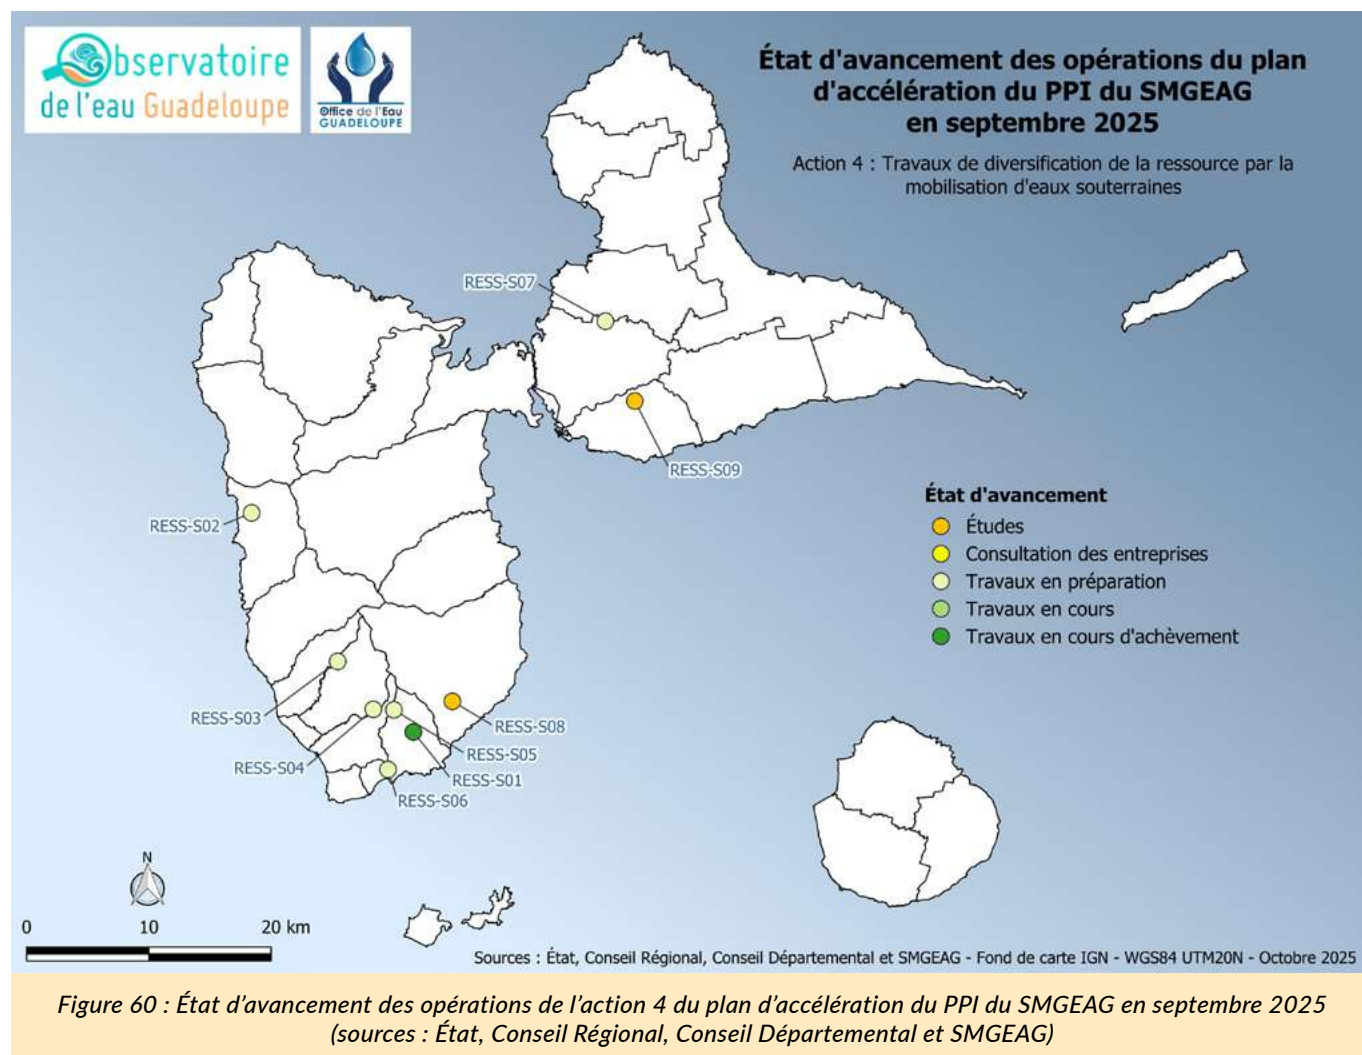 Observatoire
de l'eau Guadeloupe
Office de l'Eau
GUADELOUPE
État d'avancement des opérations du plan
d'accélération du PPI du SMGEAG
en septembre 2025
Action 4 : Travaux de diversification de la ressource par la
mobilisation d'eaux souterraines
RESS-S07
RESS-S09
RESS-S02
État d'avancement
Études
Consultation des entreprises
Travaux en préparation
Travaux en cours
Travaux en cours d'achèvement
RESS-S03
RESS-S08
RESS-S05
RESS-S04
RESS-S01
RESS-S06
N
0 10 20 km
Sources : État, Conseil Régional, Conseil Départemental et SMGEAG - Fond de carte IGN - WGS84 UTM20N - Octobre 2025
Figure 60 : État d’avancement des opérations de l’action 4 du plan d’accélération du PPI du SMGEAG en septembre 2025
(sources : État, Conseil Régional, Conseil Départemental et SMGEAG)